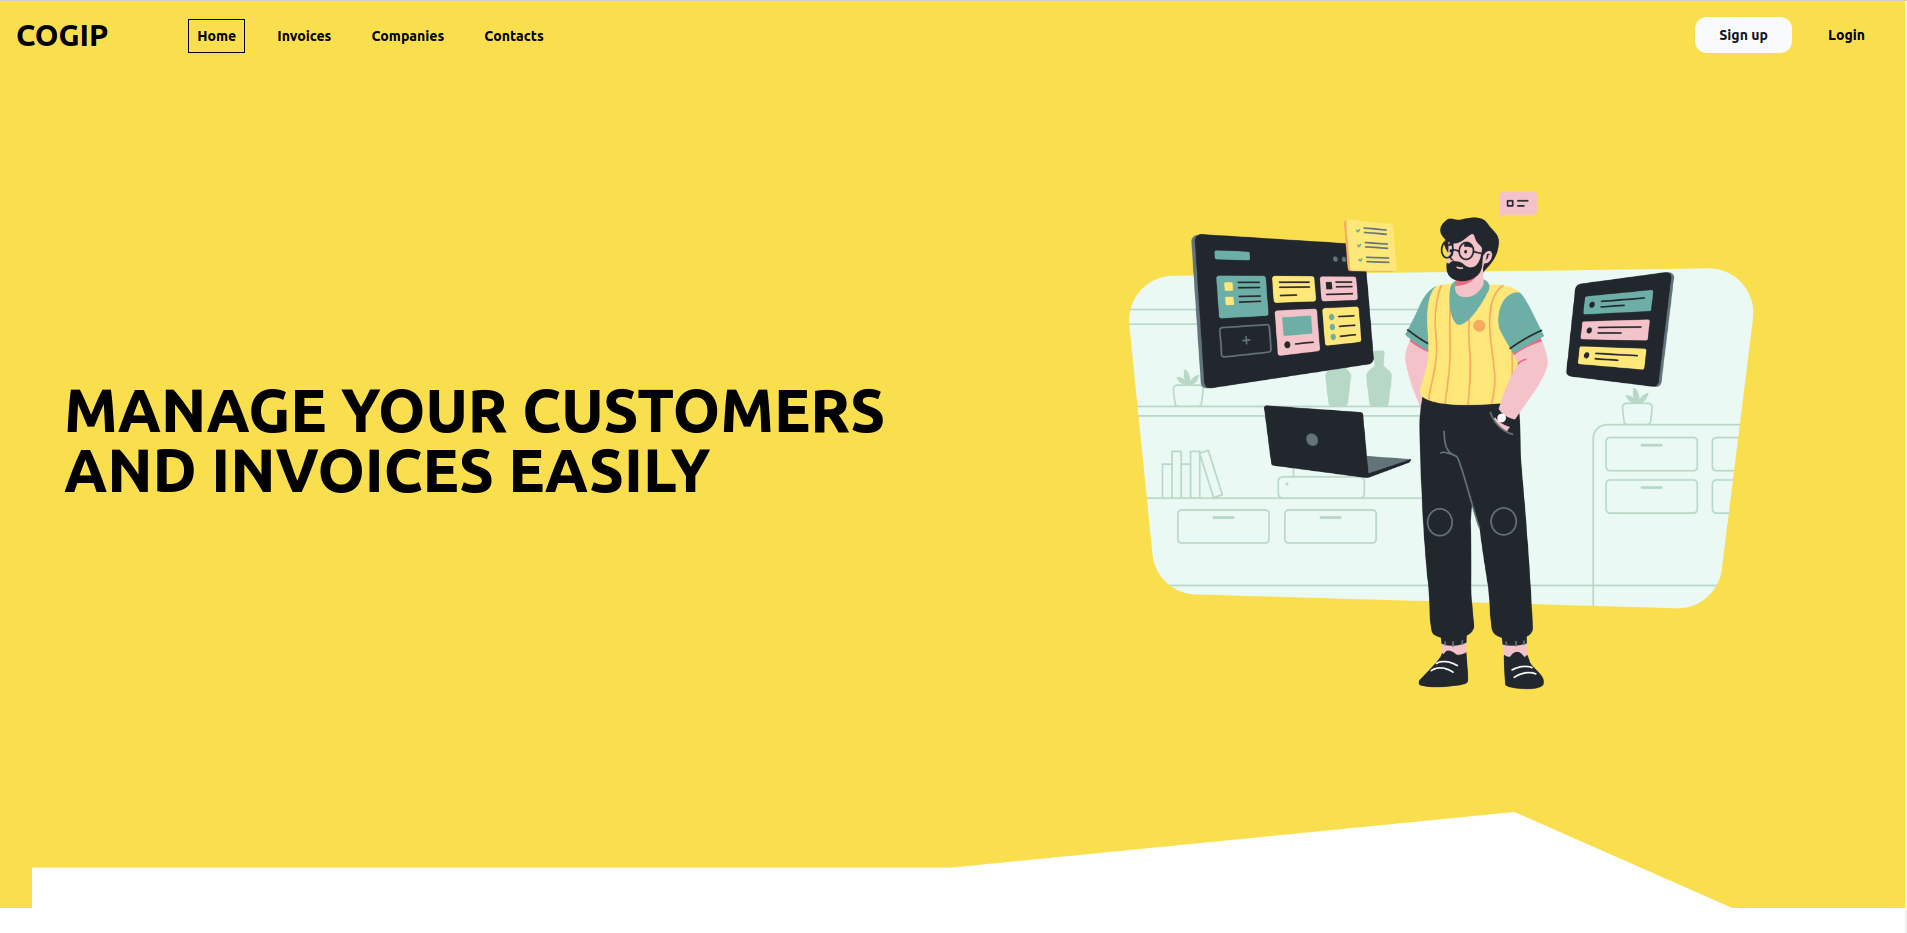 COGIP
Home Invoices Companies Contacts
Sign up Login
MANAGE YOUR CUSTOMERS
AND INVOICES EASILY